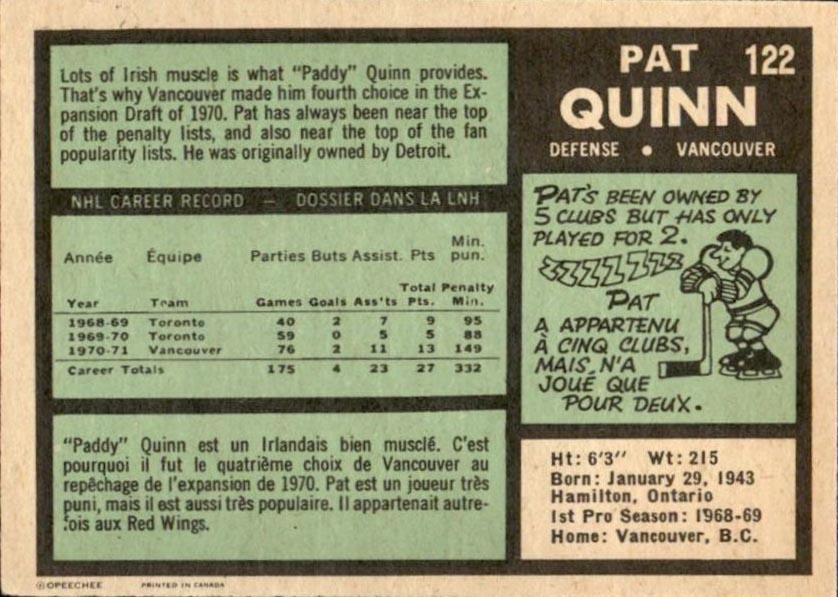 Lots of Irish muscle is what "Paddy" Quinn provides.
That's why Vancouver made him fourth choice in the Ex-
pansion Draft of 1970. Pat has always been near the top
of the penalty lists, and also near the top of the fan
popularity lists. He was originally owned by Detroit.
NHL CAREER RECORD — DOSSIER DANS LA LNH
Année Équipe Parties Buts Assist. Pts Min. pun.
Year Team Games Goals Ass'ts Total Pts. Penalty Min.
1968-69 Toronto 40 2 7 9 95
1969-70 Toronto 59 0 5 5 88
1970-71 Vancouver 76 2 11 13 149
Career Totals 175 4 23 27 332
"Paddy" Quinn est un Irlandais bien musclé. C'est
pourquoi il fut le quatrième choix de Vancouver au
repêchage de l'expansion de 1970. Pat est un joueur très
puni, mais il est aussi très populaire. Il appartenait autre-
fois aux Red Wings.
©OPEECHEE PRINTED IN CANADA
PAT 122
QUINN
DEFENSE • VANCOUVER
PAT'S BEEN OWNED BY
5 CLUBS BUT HAS ONLY
PLAYED FOR 2.
ZZZZZZZZ
PAT
A APPARTENU
À CINQ CLUBS,
MAIS N'A
JOUÉ QUE
POUR DEUX.
Ht: 6'3" Wt: 215
Born: January 29, 1943
Hamilton, Ontario
1st Pro Season: 1968-69
Home: Vancouver, B.C.